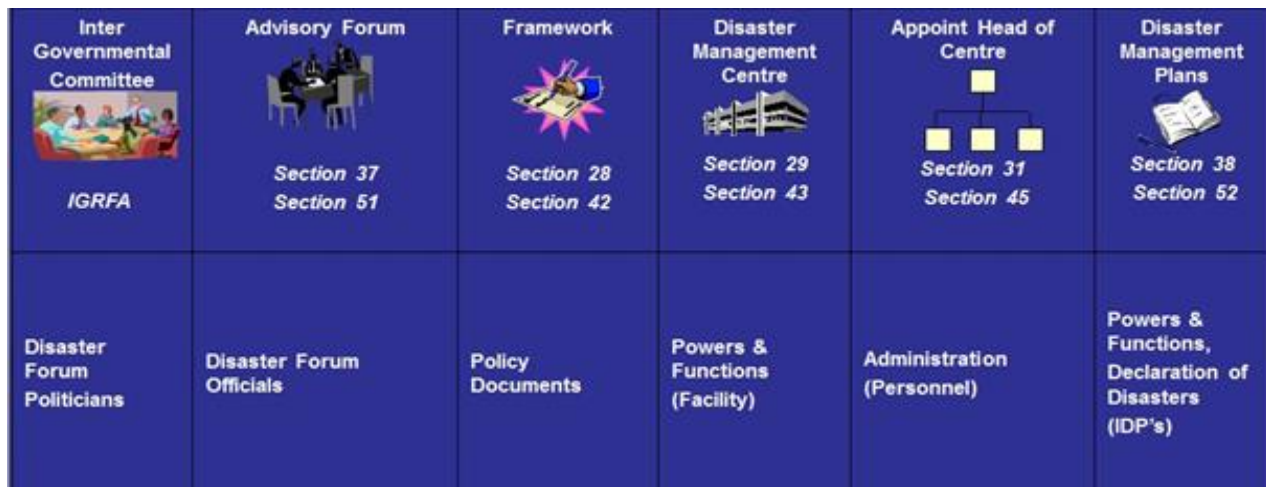 Inter
Governmental
Committee
IGRFA
Advisory Forum
Section 37
Section 51
Framework
Section 28
Section 42
Disaster
Management
Centre
Section 29
Section 43
Appoint Head of
Centre
Section 31
Section 45
Disaster
Management
Plans
Section 38
Section 52
Disaster
Forum
Politicians
Disaster Forum
Officials
Policy
Documents
Powers &
Functions
(Facility)
Administration
(Personnel)
Powers &
Functions,
Declaration of
Disasters
(IDP's)